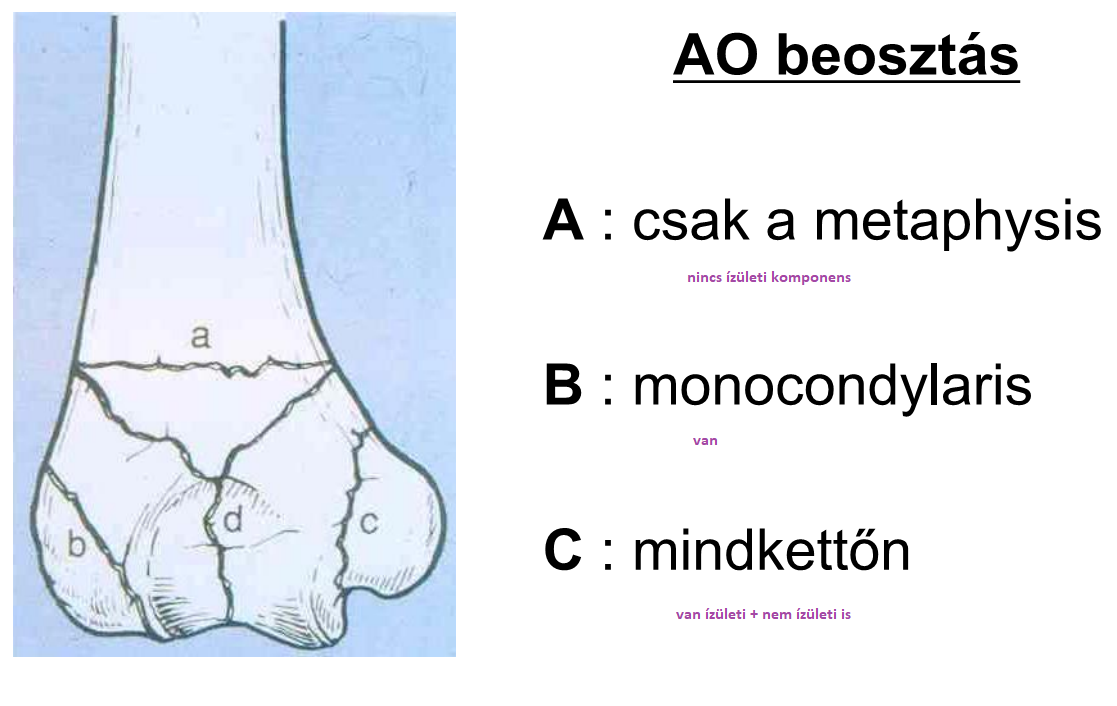 AO beosztás
A : csak a metaphysis
nincs ízületi komponens
B : monocondylaris
van
C : mindkettőn
van ízületi + nem ízületi is
a
b
d
c